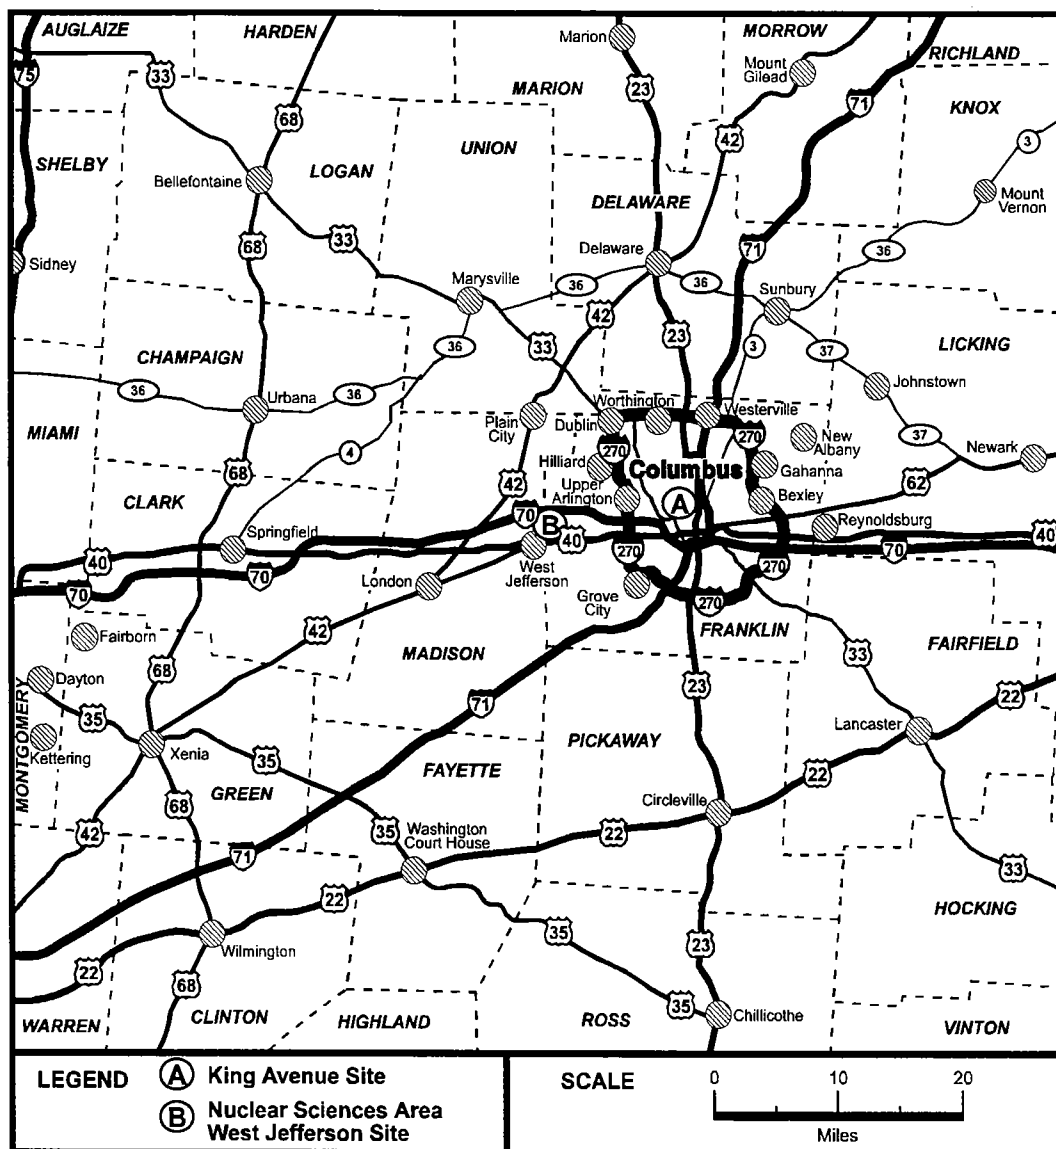 AUGLAIZE
HARDEN
Marion
MORROW
RICHLAND
75
33
Mount
Gilead
23
MARION
71
KNOX
68
42
3
SHELBY
UNION
LOGAN
Bellefontaine
Mount
Vernon
DELAWARE
68
33
71
36
Delaware
Sidney
Marysville
36
36
Sunbury
42
23
33
36
3
37
CHAMPAIGN
LICKING
36
36
Urbana
Johnstown
Worthington
Westerville
Plain
City
Dublin
MIAMI
4
270
270
New
Albany
37
Newark
Hilliard
Columbus
Gahanna
68
42
62
CLARK
Upper
Arlington
A
Bexley
70
B
Reynoldsburg
Springfield
40
40
40
West
Jefferson
270
70
70
70
London
Grove
City
270
270
42
Fairborn
FRANKLIN
FAIRFIELD
MADISON
33
68
Dayton
23
22
MONTGOMERY
35
71
Lancaster
Kettering
Xenia
PICKAWAY
35
FAYETTE
22
GREEN
68
Circleville
42
35
Washington
Court House
22
71
33
22
HOCKING
35
Wilmington
23
22
68
35
Chillicothe
WARREN
CLINTON
HIGHLAND
ROSS
VINTON
LEGEND
A King Avenue Site
B Nuclear Sciences Area
West Jefferson Site
SCALE
0 10 20
Miles